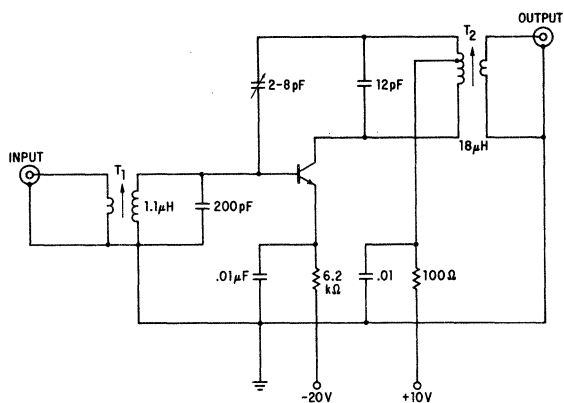 OUTPUT
T2
2-8pF
12pF
18μH
INPUT
T1
1.1μH
200pF
.01μF
6.2
kΩ
.01
100Ω
-20V
+10V